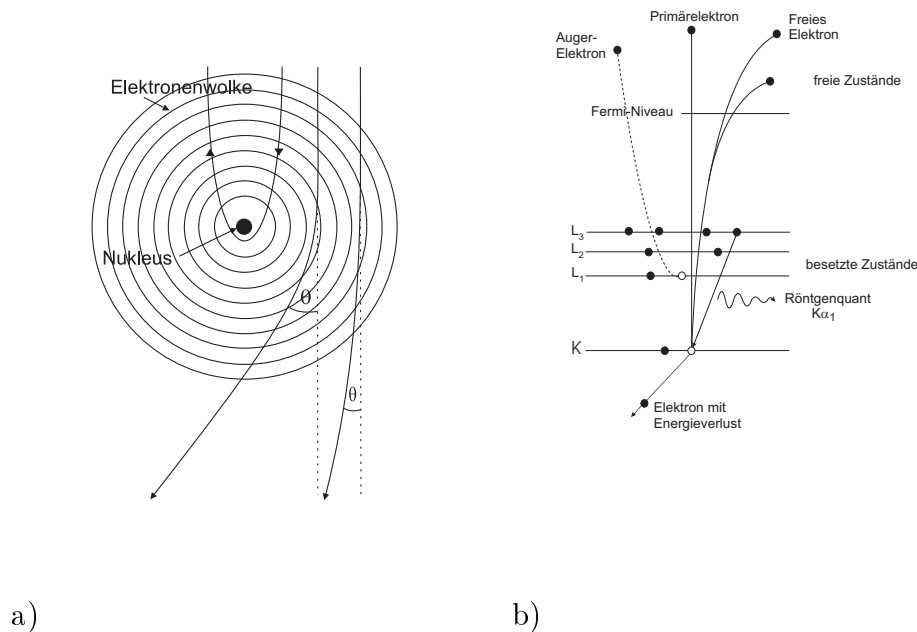 Elektronenwolke
Nukleus
θ
θ
a)
Primärelektron
Freies
Elektron
Auger-
Elektron
freie Zustände
Fermi-Niveau
L3
L2
L1
besetzte Zustände
Röntgenquant
Kα1
K
Elektron mit
Energieverlust
b)